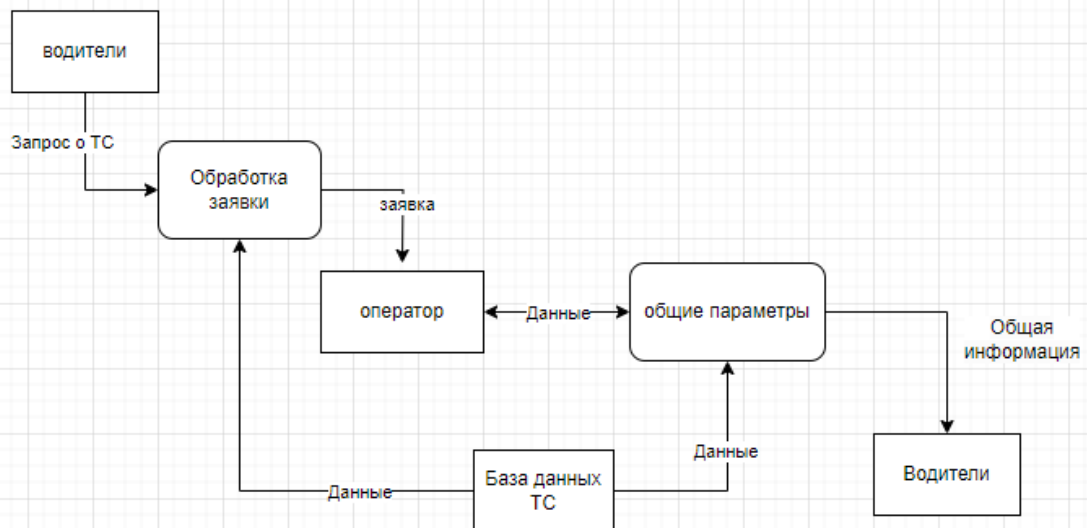 водители
Запрос о ТС
Обработка
заявки
заявка
оператор
Данные
общие параметры
Общая
информация
Данные
Водители
База данных
ТС
Данные